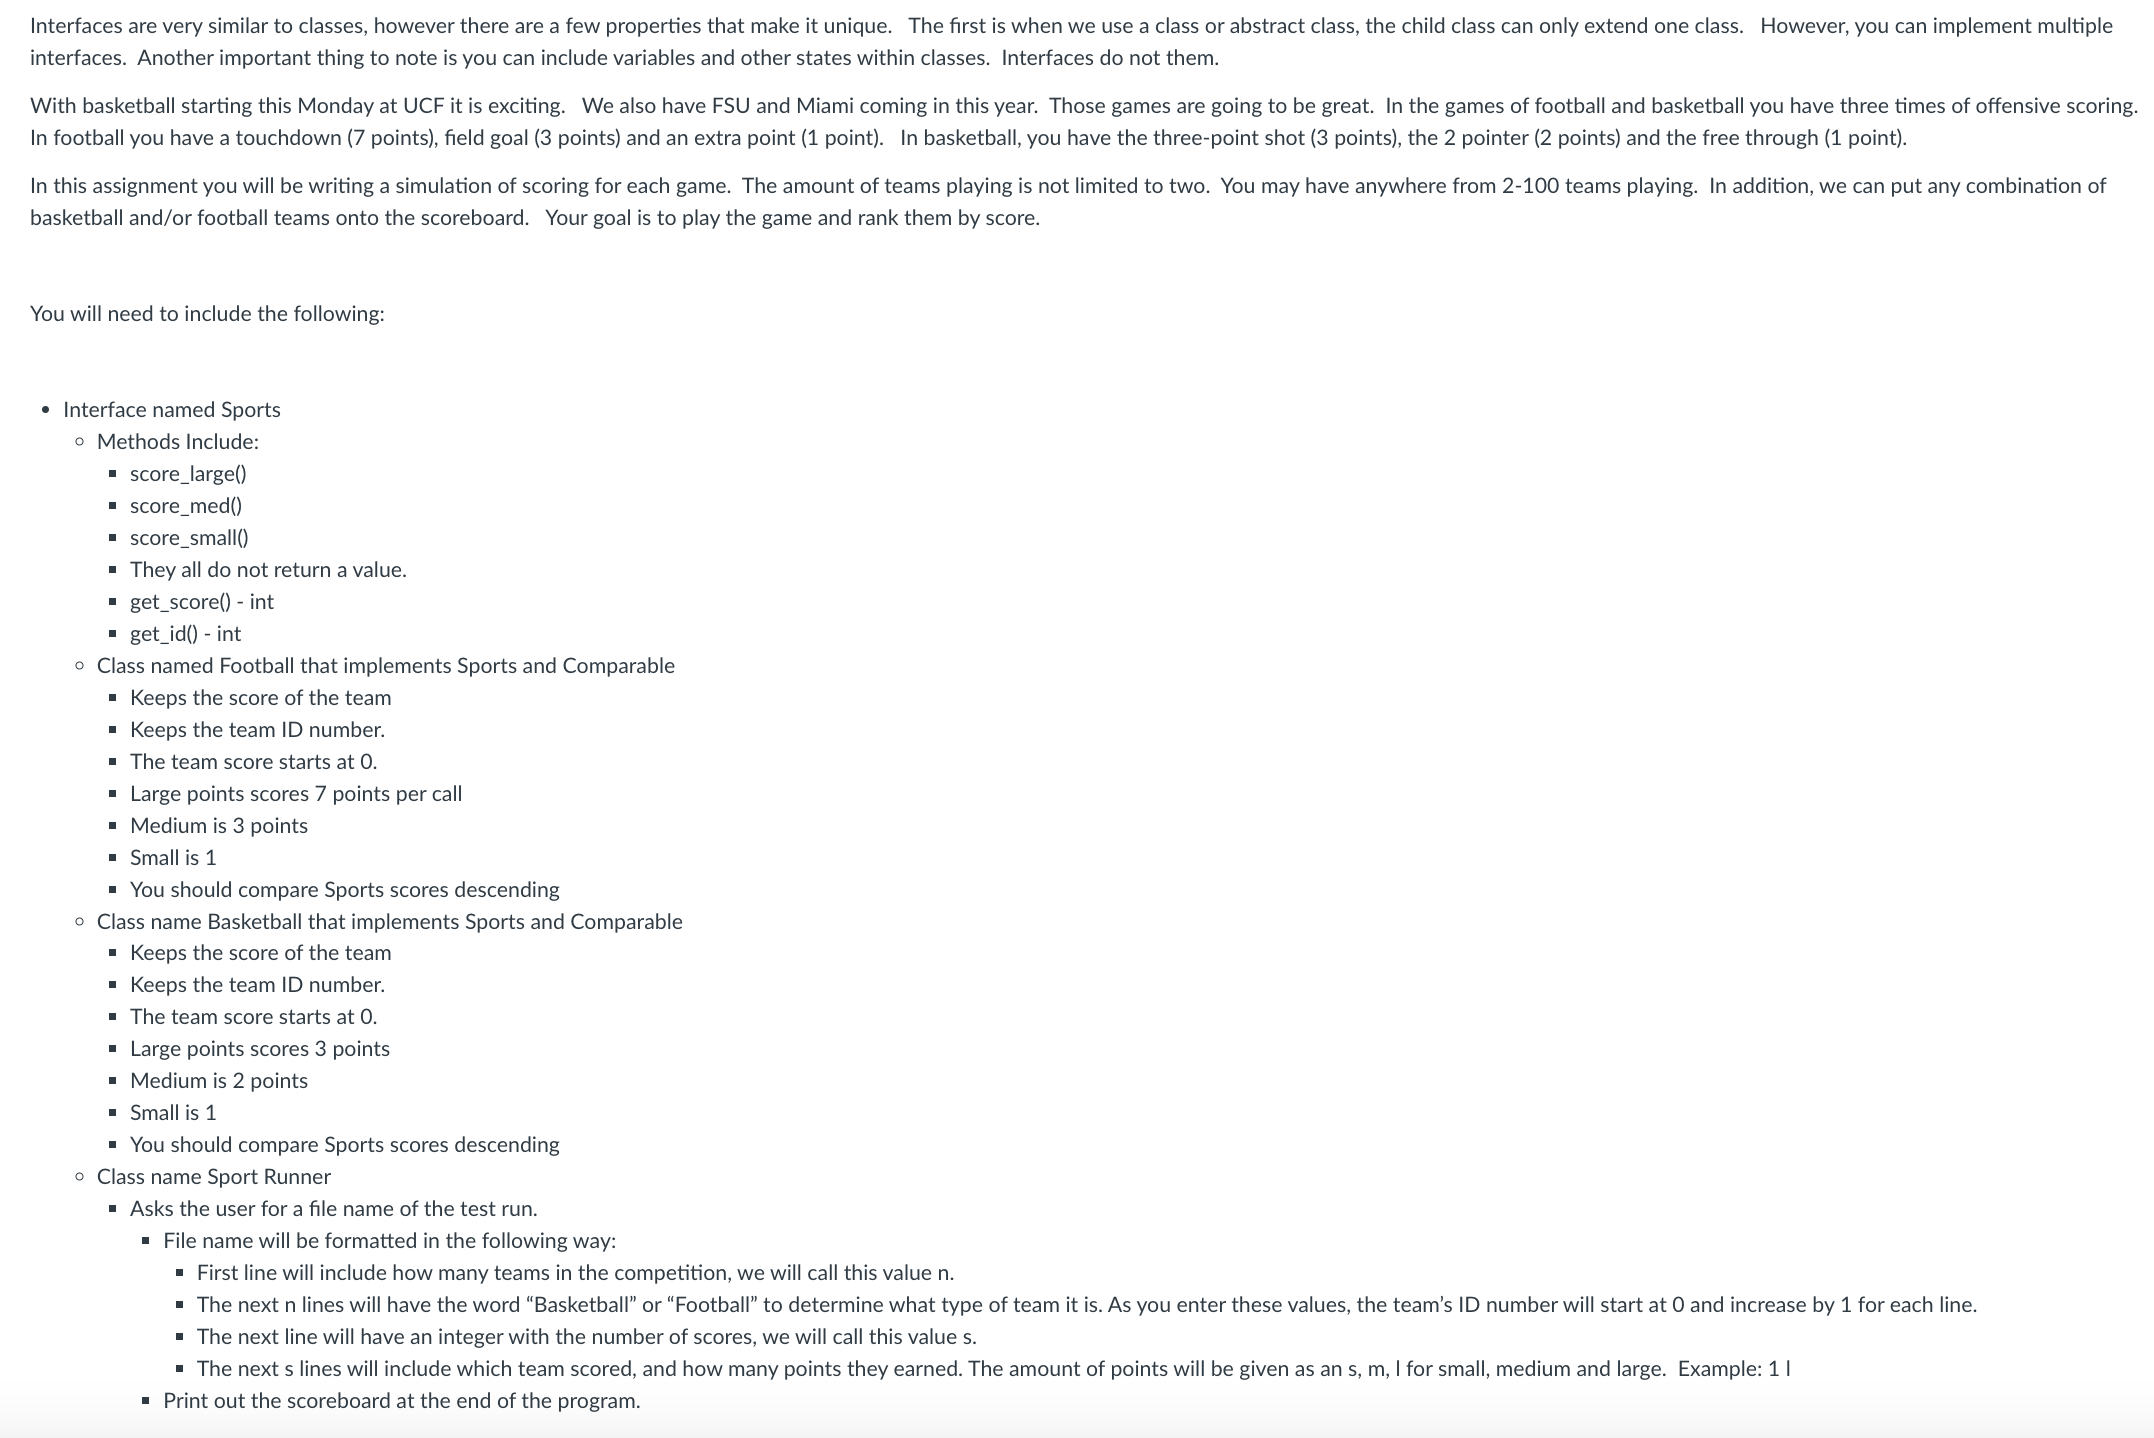 Interfaces are very similar to classes, however there are a few properties that make it unique.   The first is when we use a class or abstract class, the child class can only extend one class.   However, you can implement multiple
interfaces.  Another important thing to note is you can include variables and other states within classes.  Interfaces do not them.
With basketball starting this Monday at UCF it is exciting.   We also have FSU and Miami coming in this year.  Those games are going to be great.  In the games of football and basketball you have three times of offensive scoring.
In football you have a touchdown (7 points), field goal (3 points) and an extra point (1 point).   In basketball, you have the three-point shot (3 points), the 2 pointer (2 points) and the free through (1 point).
In this assignment you will be writing a simulation of scoring for each game.  The amount of teams playing is not limited to two.  You may have anywhere from 2-100 teams playing.  In addition, we can put any combination of
basketball and/or football teams onto the scoreboard.   Your goal is to play the game and rank them by score.
You will need to include the following:
• Interface named Sports
◦ Methods Include:
▪ score_large()
▪ score_med()
▪ score_small()
▪ They all do not return a value.
▪ get_score() - int
▪ get_id() - int
◦ Class named Football that implements Sports and Comparable
▪ Keeps the score of the team
▪ Keeps the team ID number.
▪ The team score starts at 0.
▪ Large points scores 7 points per call
▪ Medium is 3 points
▪ Small is 1
▪ You should compare Sports scores descending
◦ Class name Basketball that implements Sports and Comparable
▪ Keeps the score of the team
▪ Keeps the team ID number.
▪ The team score starts at 0.
▪ Large points scores 3 points
▪ Medium is 2 points
▪ Small is 1
▪ You should compare Sports scores descending
◦ Class name Sport Runner
▪ Asks the user for a file name of the test run.
▪ File name will be formatted in the following way:
▪ First line will include how many teams in the competition, we will call this value n.
▪ The next n lines will have the word “Basketball” or “Football” to determine what type of team it is. As you enter these values, the team’s ID number will start at 0 and increase by 1 for each line.
▪ The next line will have an integer with the number of scores, we will call this value s.
▪ The next s lines will include which team scored, and how many points they earned. The amount of points will be given as an s, m, l for small, medium and large.  Example: 1 l
▪ Print out the scoreboard at the end of the program.